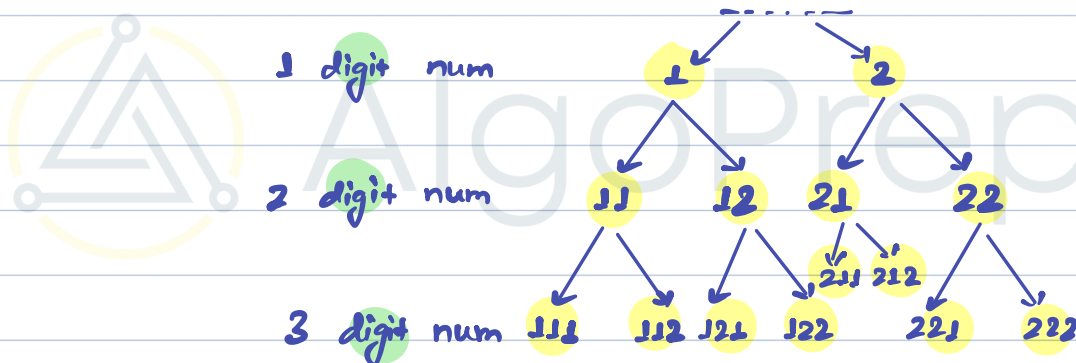 1 digit num 1 2
AlgoPrep
2 digit num 11 12 21 22
211 212
3 digit num 111 112 121 122 221 222